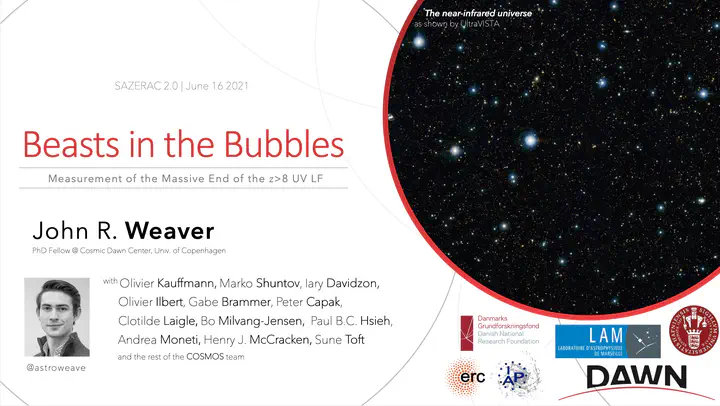 The near-infrared universe
as shown by UltraVISTA
SAZERAC 2.0 | June 16 2021
Beasts in the Bubbles
Measurement of the Massive End of the z>8 UV LF
John R. Weaver
PhD Fellow @ Cosmic Dawn Center, Univ. of Copenhagen
with Olivier Kauffmann, Marko Shuntov, Iary Davidzon,
Olivier Ilbert, Gabe Brammer, Peter Capak,
Clotilde Laigle, Bo Milvang-Jensen, Paul B.C. Hsieh,
Andrea Moneti, Henry J. McCracken, Sune Toft
and the rest of the COSMOS team
@astroweave
Danmarks
Grundforskningsfond
Danish National
Research Foundation
LAM
LABORATOIRE D'ASTROPHYSIQUE
DE MARSEILLE
erc
IAP
DAWN